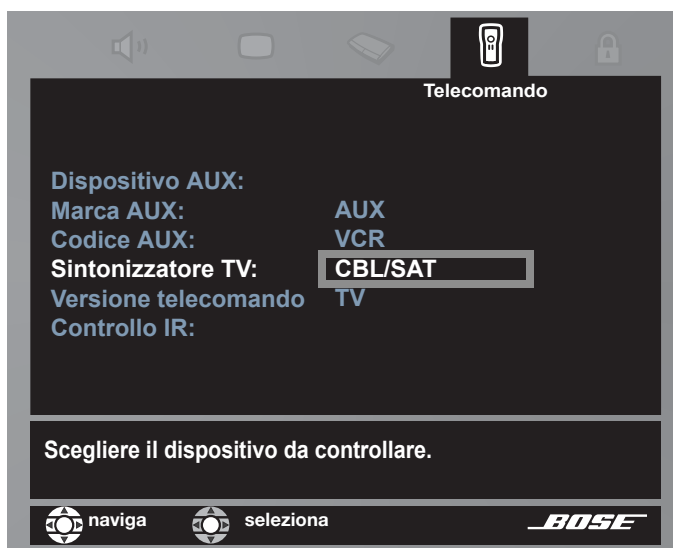 Telecomando
Dispositivo AUX:
Marca AUX: AUX
Codice AUX: VCR
Sintonizzatore TV: CBL/SAT
Versione telecomando TV
Controllo IR:
Scegliere il dispositivo da controllare.
naviga seleziona BOSE